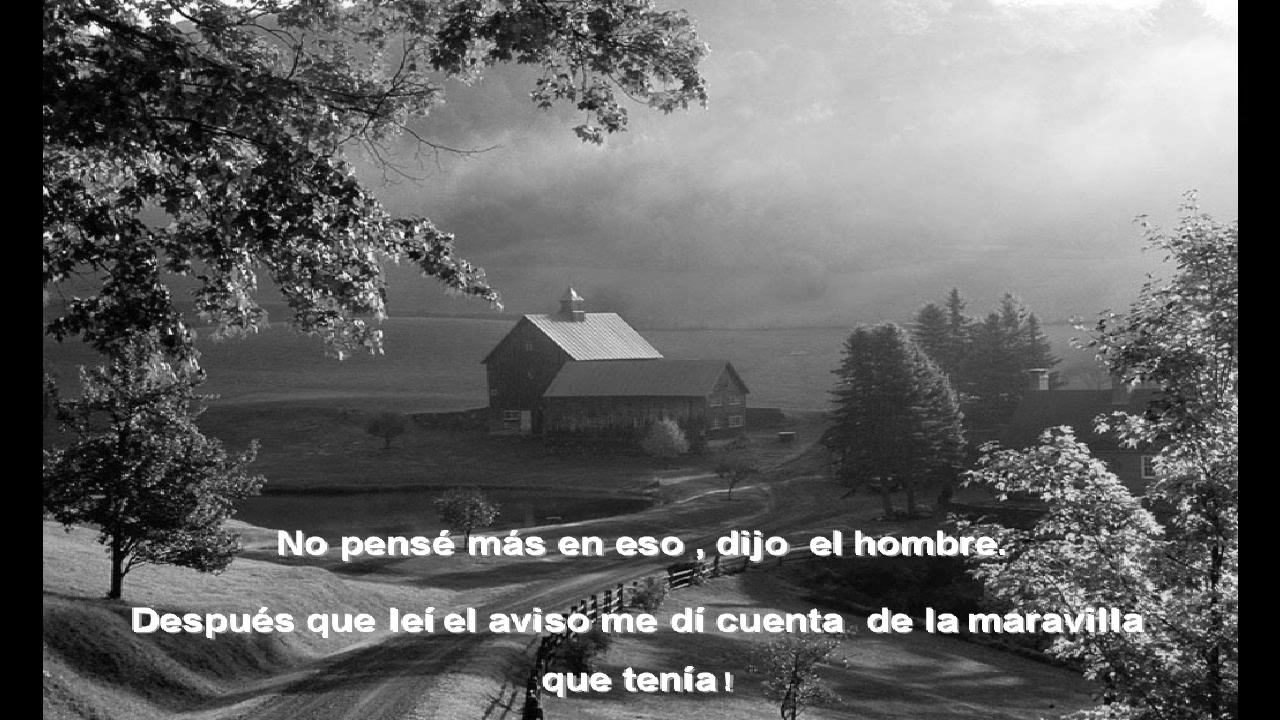 No pensé más en eso , dijo  el hombre.
Después que leí el aviso me dí cuenta  de la maravilla
que tenía !